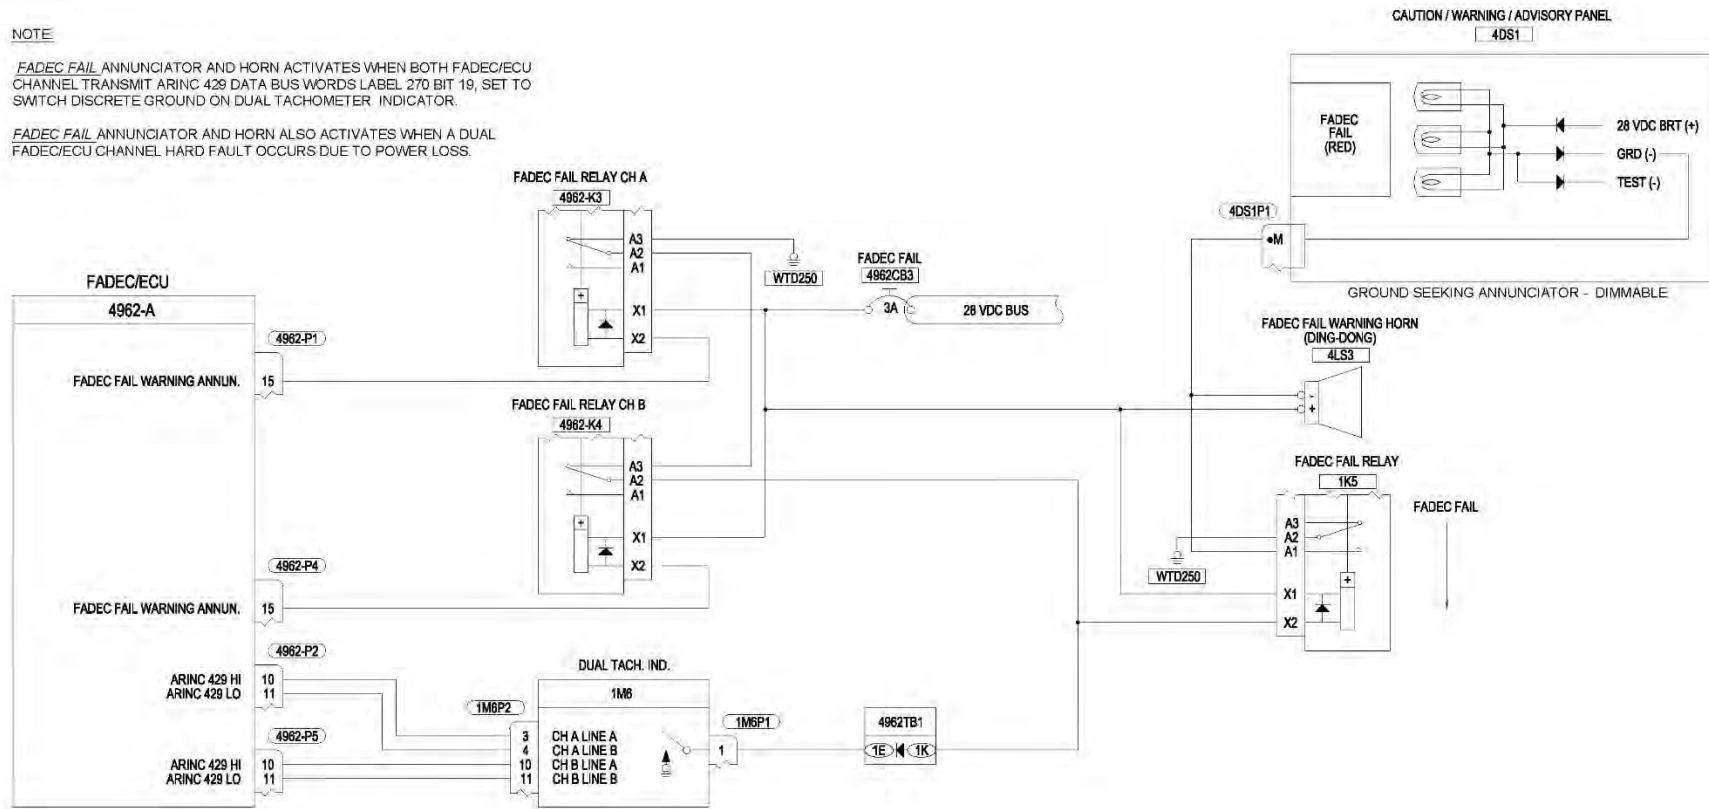 NOTE:
FADEC FAIL ANNUNCIATOR AND HORN ACTIVATES WHEN BOTH FADEC/ECU
CHANNEL TRANSMIT ARINC 429 DATA BUS WORDS LABEL 270 BIT 19, SET TO
SWITCH DISCRETE GROUND ON DUAL TACHOMETER INDICATOR.
FADEC FAIL ANNUNCIATOR AND HORN ALSO ACTIVATES WHEN A DUAL
FADEC/ECU CHANNEL HARD FAULT OCCURS DUE TO POWER LOSS.
FADEC/ECU
4962-A
4962-P1
FADEC FAIL WARNING ANNUN.
15
4962-P4
FADEC FAIL WARNING ANNUN.
15
4962-P2
ARINC 429 HI
10
ARINC 429 LO
11
4962-P5
ARINC 429 HI
10
ARINC 429 LO
11
FADEC FAIL RELAY CH A
4962-K3
+
A3
A2
A1
X1
X2
WTD250
FADEC FAIL
4962CB3
3A
28 VDC BUS
FADEC FAIL RELAY CH B
4962-K4
+
A3
A2
A1
X1
X2
DUAL TACH. IND.
1M6
1M6P2
3 CH A LINE A
4 CH A LINE B
10 CH B LINE A
11 CH B LINE B
1M6P1
1
4962TB1
1E
1K
CAUTION / WARNING / ADVISORY PANEL
4DS1
FADEC
FAIL
(RED)
28 VDC BRT (+)
GRD (-)
TEST (-)
4DS1P1
M
GROUND SEEKING ANNUNCIATOR - DIMMABLE
FADEC FAIL WARNING HORN
(DING-DONG)
4LS3
-
+
FADEC FAIL RELAY
1K5
A3
A2
A1
X1
X2
+
WTD250
FADEC FAIL